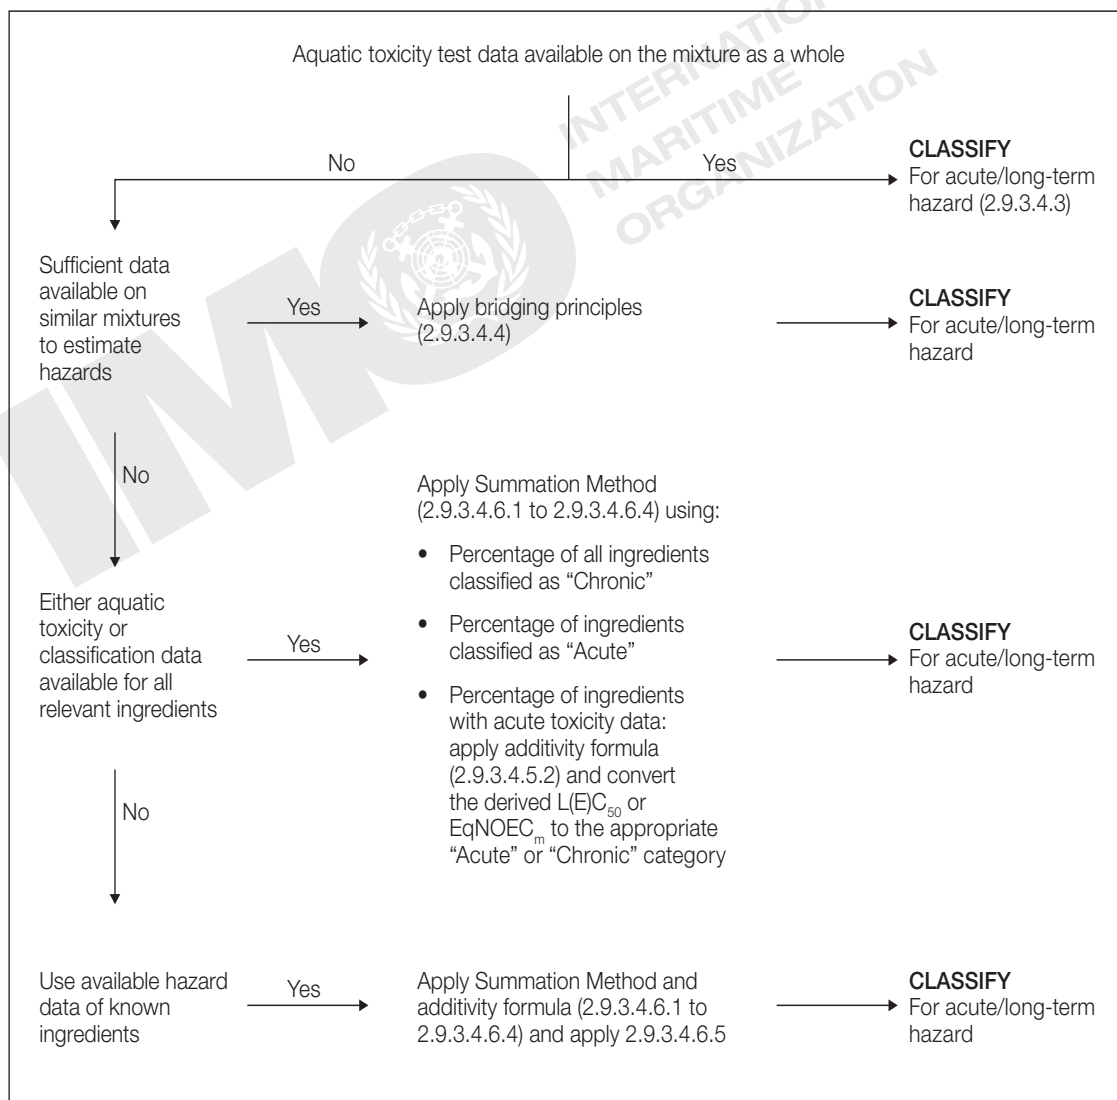 Aquatic toxicity test data available on the mixture as a whole
INTERNATIONAL
MARITIME
ORGANIZATION
IMO
No
Yes
CLASSIFY
For acute/long-term
hazard (2.9.3.4.3)
Sufficient data
available on
similar mixtures
to estimate
hazards
Yes
Apply bridging principles
(2.9.3.4.4)
CLASSIFY
For acute/long-term
hazard
No
Either aquatic
toxicity or
classification data
available for all
relevant ingredients
Yes
Apply Summation Method
(2.9.3.4.6.1 to 2.9.3.4.6.4) using:
• Percentage of all ingredients
classified as “Chronic”
• Percentage of ingredients
classified as “Acute”
• Percentage of ingredients
with acute toxicity data:
apply additivity formula
(2.9.3.4.5.2) and convert
the derived L(E)C50 or
EqNOECm to the appropriate
“Acute” or “Chronic” category
CLASSIFY
For acute/long-term
hazard
No
Use available hazard
data of known
ingredients
Yes
Apply Summation Method and
additivity formula (2.9.3.4.6.1 to
2.9.3.4.6.4) and apply 2.9.3.4.6.5
CLASSIFY
For acute/long-term
hazard